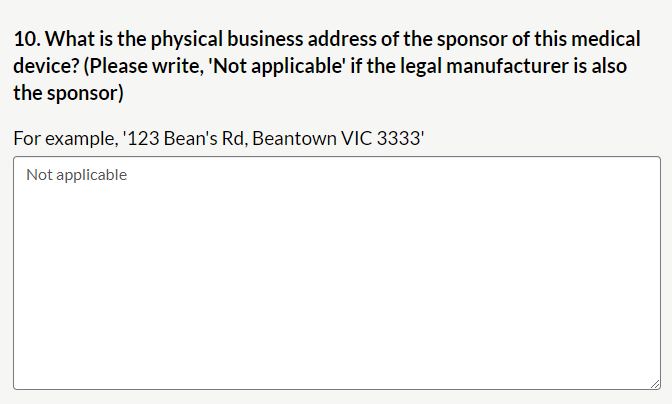 10. What is the physical business address of the sponsor of this medical
device? (Please write, 'Not applicable' if the legal manufacturer is also
the sponsor)
For example, '123 Bean's Rd, Beantown VIC 3333'
Not applicable